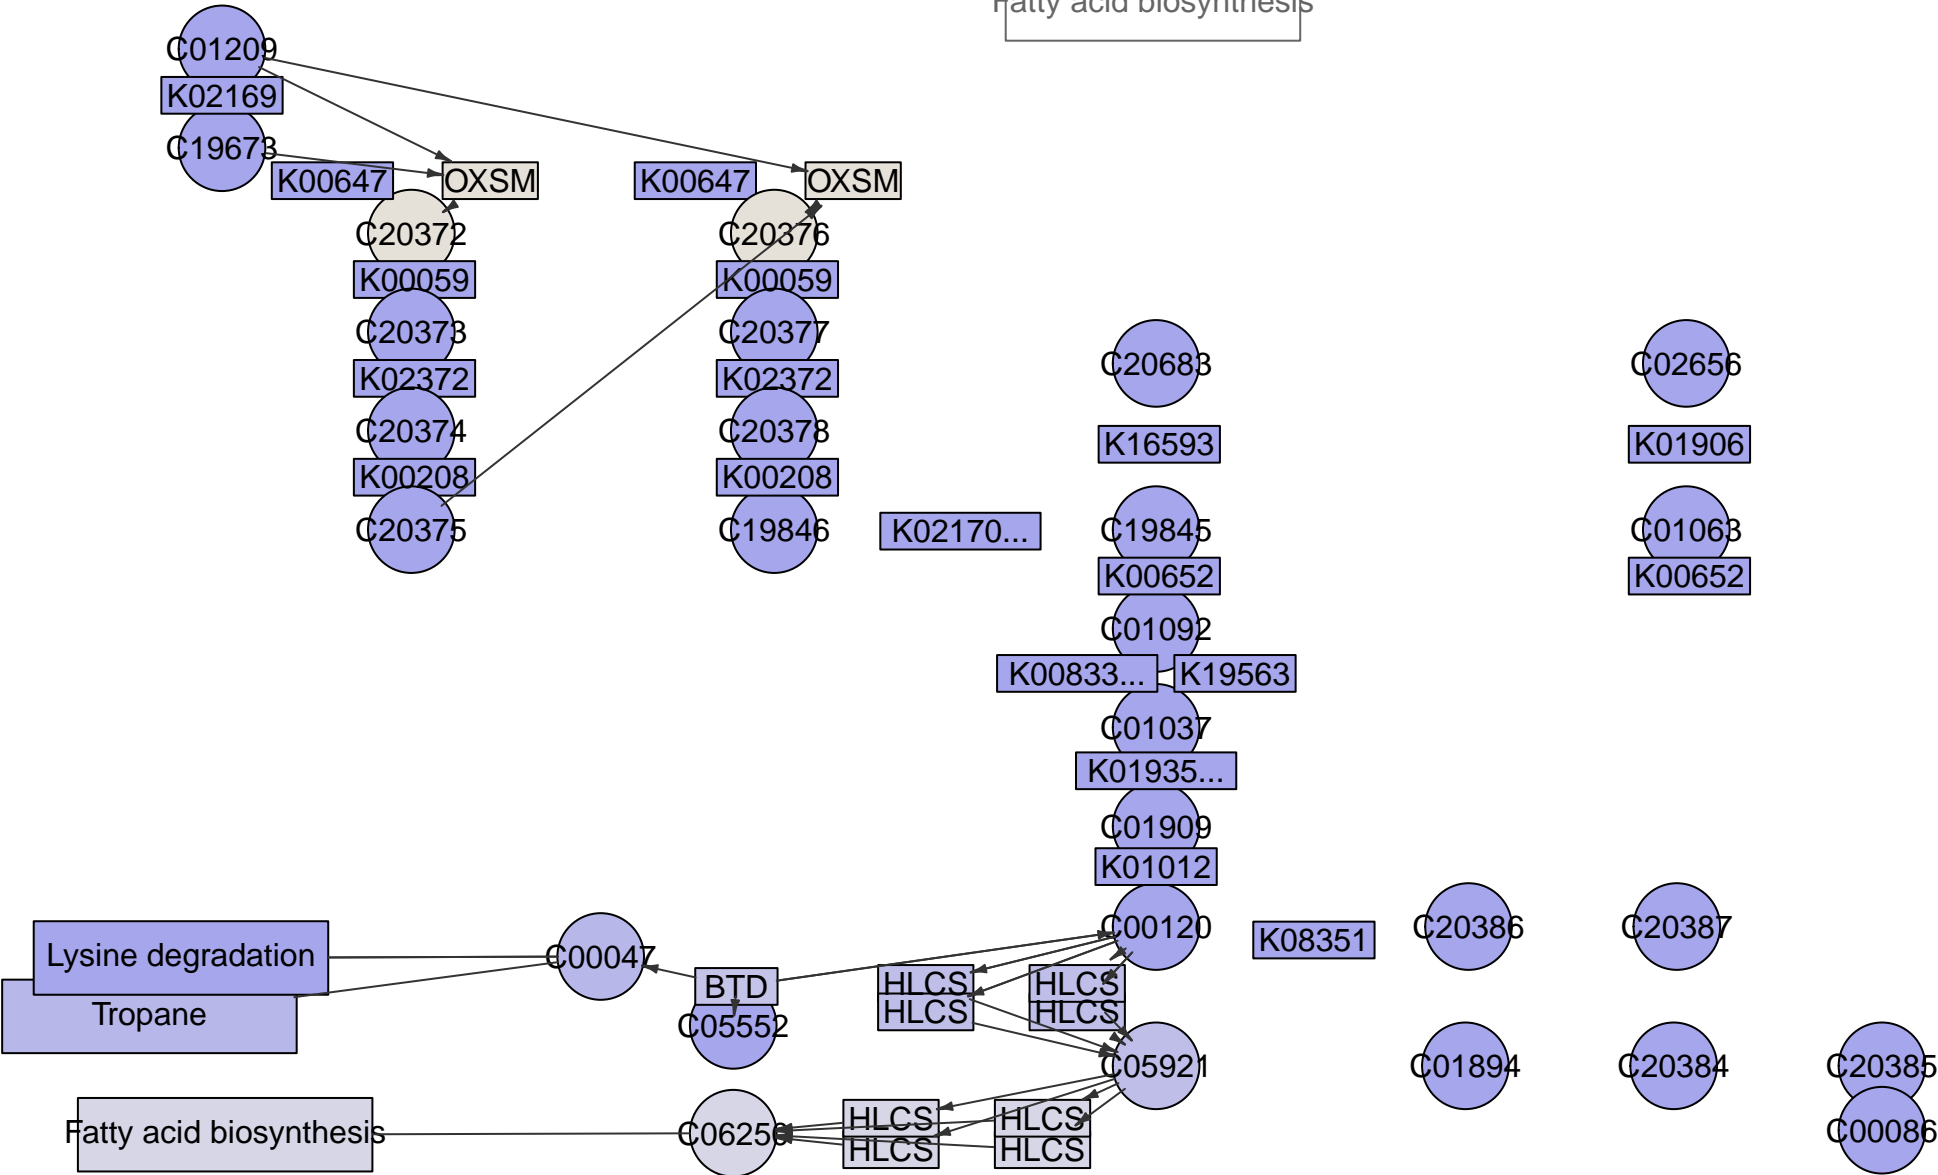 Fatty acid biosynthesis
C01209
K02169
C19673
K00647
OXSM
K00647
OXSM
C20372
C20376
K00059
K00059
C20373
C20377
C20683
C02656
K02372
K02372
C20374
C20378
K16593
K01906
K00208
K00208
C20375
C19846
K02170...
C19845
C01063
K00652
K00652
C01092
K00833...
K19563
C01037
K01935...
C01909
K01012
C00120
K08351
C20386
C20387
Lysine degradation
C00047
BTD
HLCS
HLCS
Tropane
C05552
HLCS
HLCS
C05921
C01894
C20384
C20385
HLCS
HLCS
Fatty acid biosynthesis
C06250
HLCS
HLCS
C00086